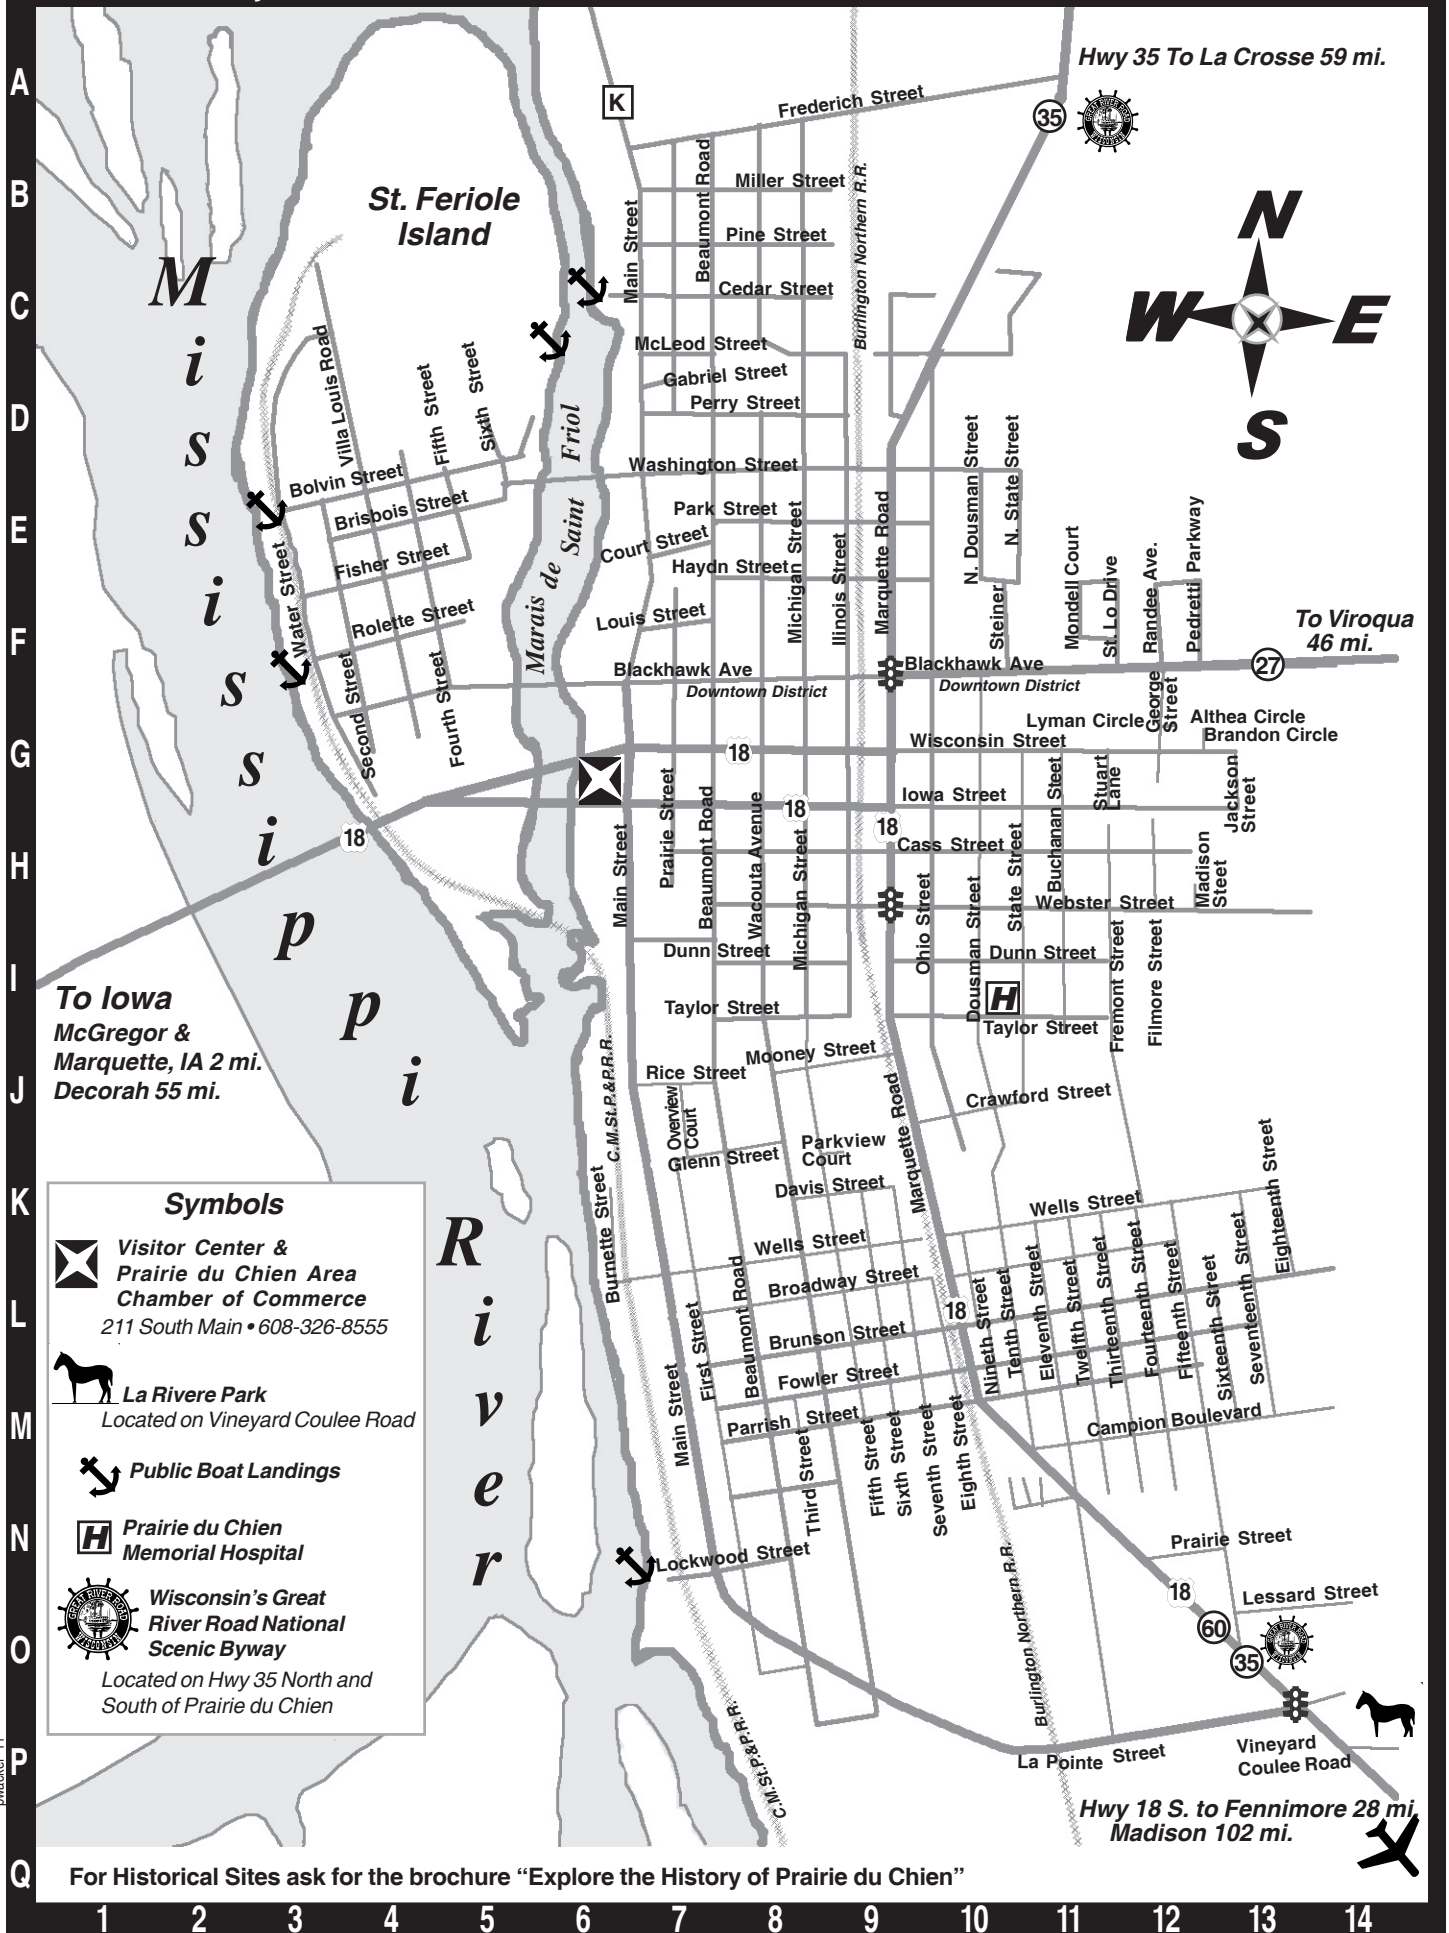 A
B
C
D
E
F
G
H
I
J
K
L
M
N
O
P
Q
1 2 3 4 5 6 7 8 9 10 11 12 13 14
Hwy 35 To La Crosse 59 mi.
K
Frederich Street
35
GREAT RIVER ROAD
WISCONSIN
Miller Street
St. Feriole
Island
Main Street
Beaumont Road
Burlington Northern R.R.
Pine Street
N
W E
S
Cedar Street
Mississippi
River
McLeod Street
Gabriel Street
Perry Street
Villa Louis Road
Fifth Street
Sixth Street
Marais de Saint Friol
Washington Street
Bolvin Street
Brisbois Street
Fisher Street
Rolette Street
Water Street
Second Street
Fourth Street
Park Street
Court Street
Haydn Street
Louis Street
Michigan Street
Illinois Street
Marquette Road
N. Dousman Street
N. State Street
Steiner
Mondell Court
St. Lo Drive
Randee Ave.
Pedretti Parkway
To Viroqua
46 mi.
27
Blackhawk Ave
Downtown District
Blackhawk Ave
Downtown District
Lyman Circle
George
Street
Althea Circle
Brandon Circle
Wisconsin Street
18
18
18
18
Iowa Street
Stuart
Lane
Jackson
Street
Buchanan Steet
Cass Street
Prairie Street
Beaumont Road
Wacouta Avenue
Michigan Street
Main Street
Ohio Street
Dousman Street
State Street
Madison
Steet
Webster Street
Dunn Street
Dunn Street
Fremont Street
Filmore Street
H
Taylor Street
Taylor Street
To Iowa
McGregor &
Marquette, IA 2 mi.
Decorah 55 mi.
Mooney Street
Rice Street
C.M.St.P.&P.R.R.
Overview
Court
Glenn Street
Parkview
Court
Marquette Road
Crawford Street
Davis Street
Burnette Street
Wells Street
Wells Street
Broadway Street
Brunson Street
Fowler Street
Parrish Street
First Street
Beaumont Road
Main Street
Third Street
Fifth Street
Sixth Street
Seventh Street
Eighth Street
18
Nineth Street
Tenth Street
Eleventh Street
Twelfth Street
Thirteenth Street
Fourteenth Street
Fifteenth Street
Sixteenth Street
Seventeenth Street
Eighteenth Street
Campion Boulevard
Lockwood Street
Prairie Street
Lessard Street
18
60
35
GREAT RIVER ROAD
WISCONSIN
Burlington Northern R.R.
C.M.St.P.&P.R.R.
La Pointe Street
Vineyard
Coulee Road
Hwy 18 S. to Fennimore 28 mi.
Madison 102 mi.
Symbols
Visitor Center &
Prairie du Chien Area
Chamber of Commerce
211 South Main • 608-326-8555
La Rivere Park
Located on Vineyard Coulee Road
Public Boat Landings
H
Prairie du Chien
Memorial Hospital
GREAT RIVER ROAD
WISCONSIN
Wisconsin's Great
River Road National
Scenic Byway
Located on Hwy 35 North and
South of Prairie du Chien
For Historical Sites ask for the brochure “Explore the History of Prairie du Chien”